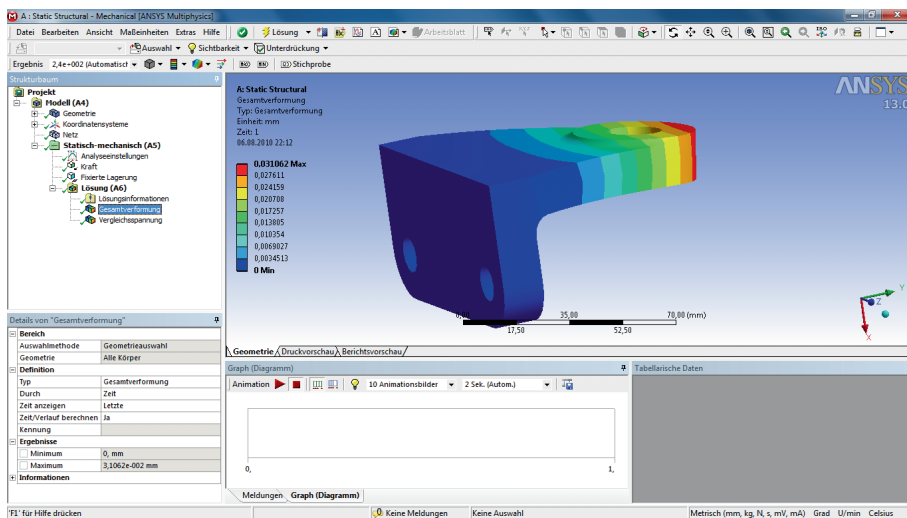 A : Static Structural - Mechanical [ANSYS Multiphysics]
Datei Bearbeiten Ansicht Maßeinheiten Extras Hilfe Lösung Arbeitsblatt
Auswahl Sichtbarkeit Unterdrückung
Ergebnis 2,4e+002 (Automatisch Stichprobe
Strukturbaum
Projekt
Modell (A4)
Geometrie
Koordinatensysteme
Netz
Statisch-mechanisch (A5)
Analyseeinstellungen
Kraft
Fixierte Lagerung
Lösung (A6)
Lösungsinformationen
Gesamtverformung
Vergleichsspannung
Details von "Gesamtverformung"
Bereich
Auswahlmethode Geometrieauswahl
Geometrie Alle Körper
Definition
Typ Gesamtverformung
Durch Zeit
Zeit anzeigen Letzte
Zeit/Verlauf berechnen Ja
Kennung
Ergebnisse
Minimum 0, mm
Maximum 3,1062e-002 mm
Informationen
A: Static Structural
Gesamtverformung
Typ: Gesamtverformung
Einheit: mm
Zeit: 1
06.08.2010 22:12
0,031062 Max
0,027611
0,024159
0,020708
0,017257
0,013805
0,010354
0,0069027
0,0034513
0 Min
ANSYS
13.0
0,00 35,00 70,00 (mm)
17,50 52,50
Y
Z
X
Geometrie Druckvorschau Berichtsvorschau
Graph (Diagramm)
Animation 10 Animationsbilder 2 Sek. (Autom.)
0, 1,
Meldungen Graph (Diagramm)
Tabellarische Daten
'F1' für Hilfe drücken Keine Meldungen Keine Auswahl Metrisch (mm, kg, N, s, mV, mA) Grad U/min Celsius